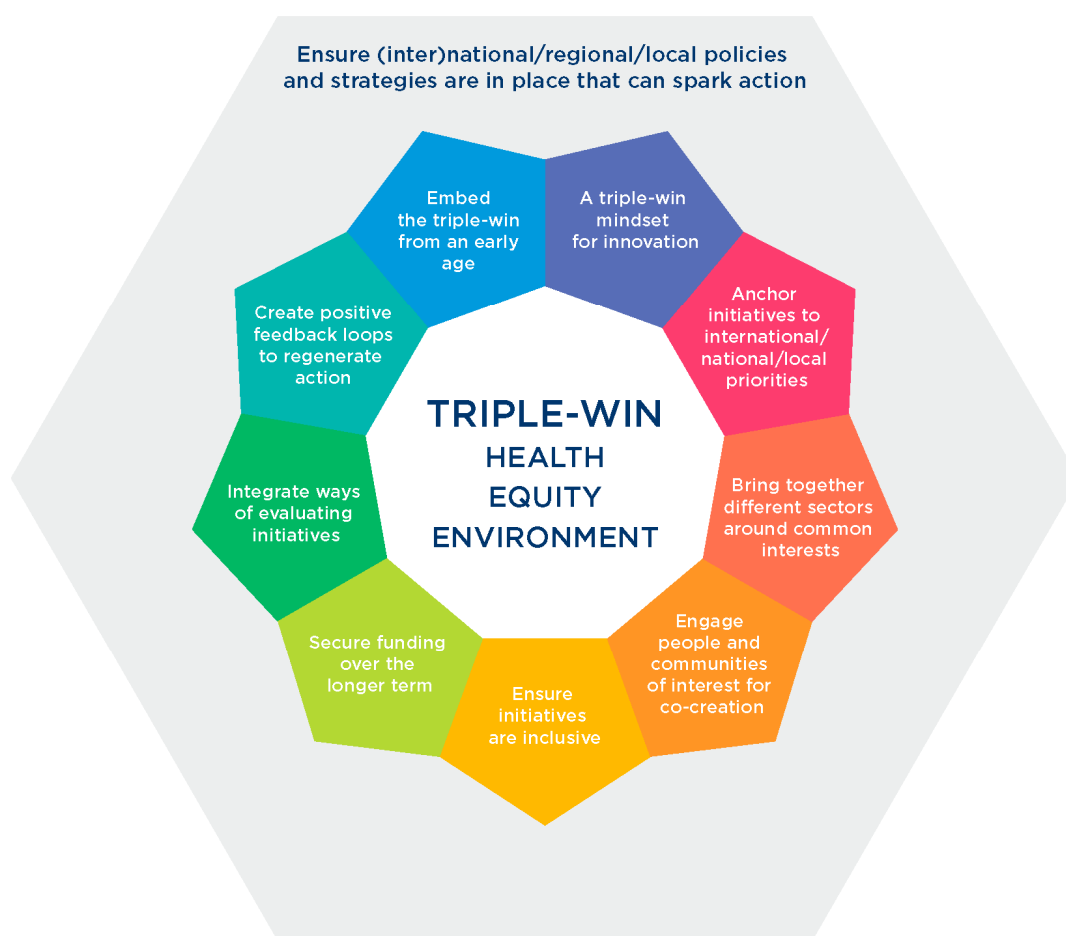 Ensure (inter)national/regional/local policies
and strategies are in place that can spark action
Embed
the triple-win
from an early
age
A triple-win
mindset
for innovation
Anchor
initiatives to
international/
national/local
priorities
Bring together
different sectors
around common
interests
Engage
people and
communities
of interest for
co-creation
Ensure
initiatives
are inclusive
Secure funding
over the
longer term
Integrate ways
of evaluating
initiatives
Create positive
feedback loops
to regenerate
action
TRIPLE-WIN
HEALTH
EQUITY
ENVIRONMENT